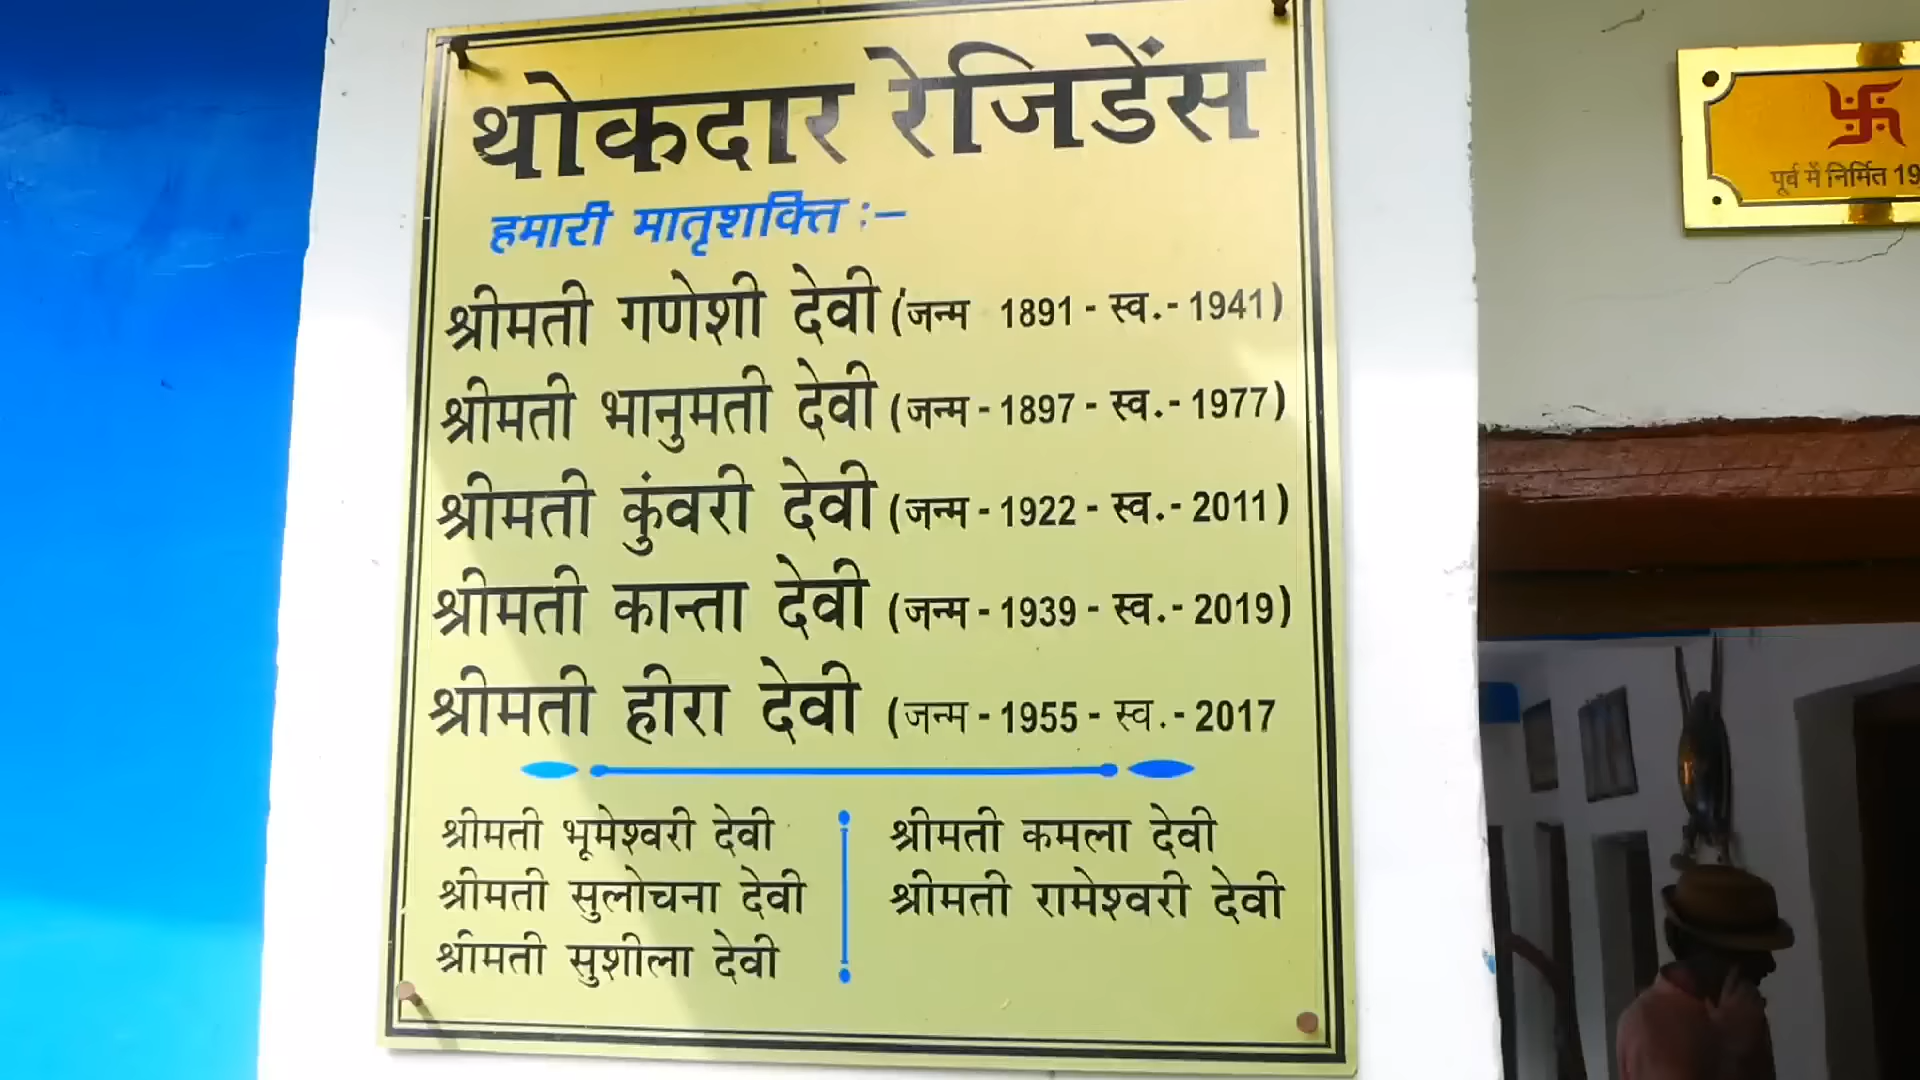 थोकदार रेजिडेंस
हमारी मातृशक्ति :–
श्रीमती गणेशी देवी (जन्म 1891 - स्व.- 1941)
श्रीमती भानुमती देवी (जन्म - 1897 - स्व.- 1977)
श्रीमती कुंवरी देवी (जन्म - 1922 - स्व.- 2011)
श्रीमती कान्ता देवी (जन्म - 1939 - स्व.- 2019)
श्रीमती हीरा देवी (जन्म - 1955 - स्व.- 2017
श्रीमती भूमेश्वरी देवी
श्रीमती सुलोचना देवी
श्रीमती सुशीला देवी
श्रीमती कमला देवी
श्रीमती रामेश्वरी देवी
पूर्व में निर्मित